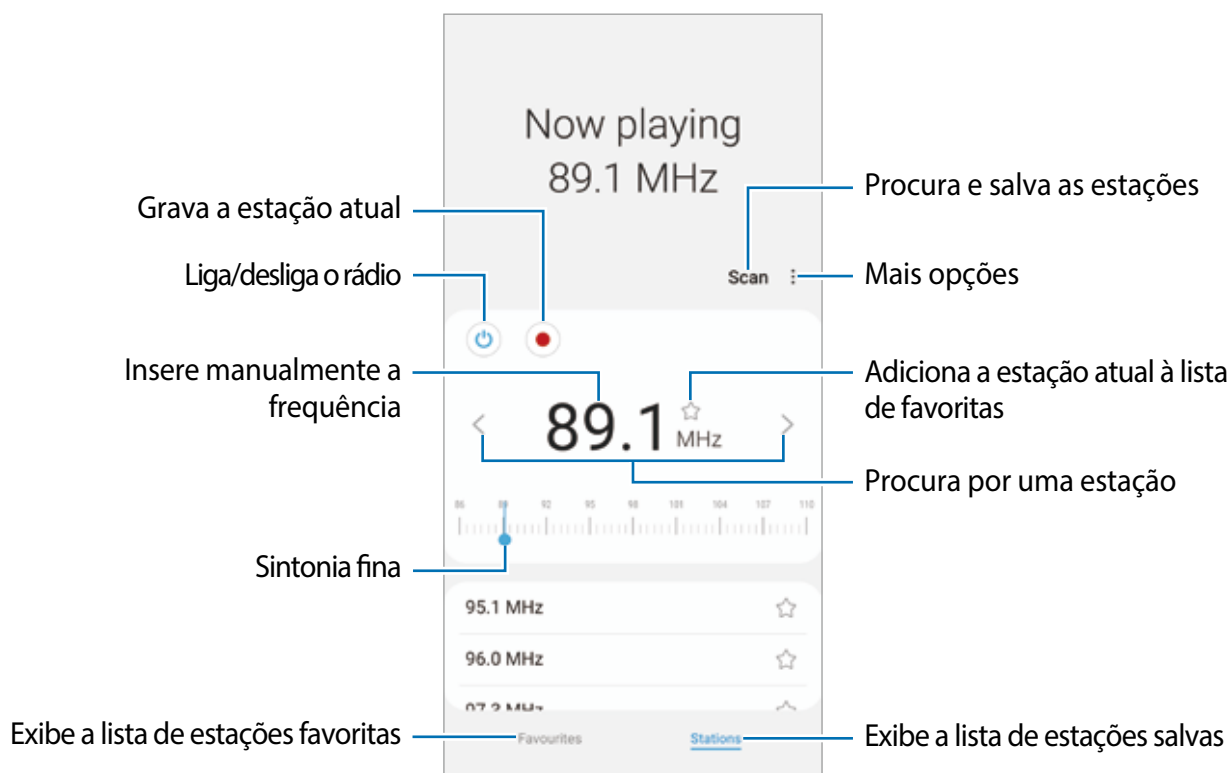 Now playing
89.1 MHz
Procura e salva as estações
Grava a estação atual
Liga/desliga o rádio
Scan
Mais opções
Insere manualmente a
frequência
89.1
MHz
Adiciona a estação atual à lista
de favoritas
Procura por uma estação
86 89 92 95 98 101 104 107 110
Sintonia fina
95.1 MHz
96.0 MHz
Exibe a lista de estações favoritas
Favourites
Stations
Exibe a lista de estações salvas